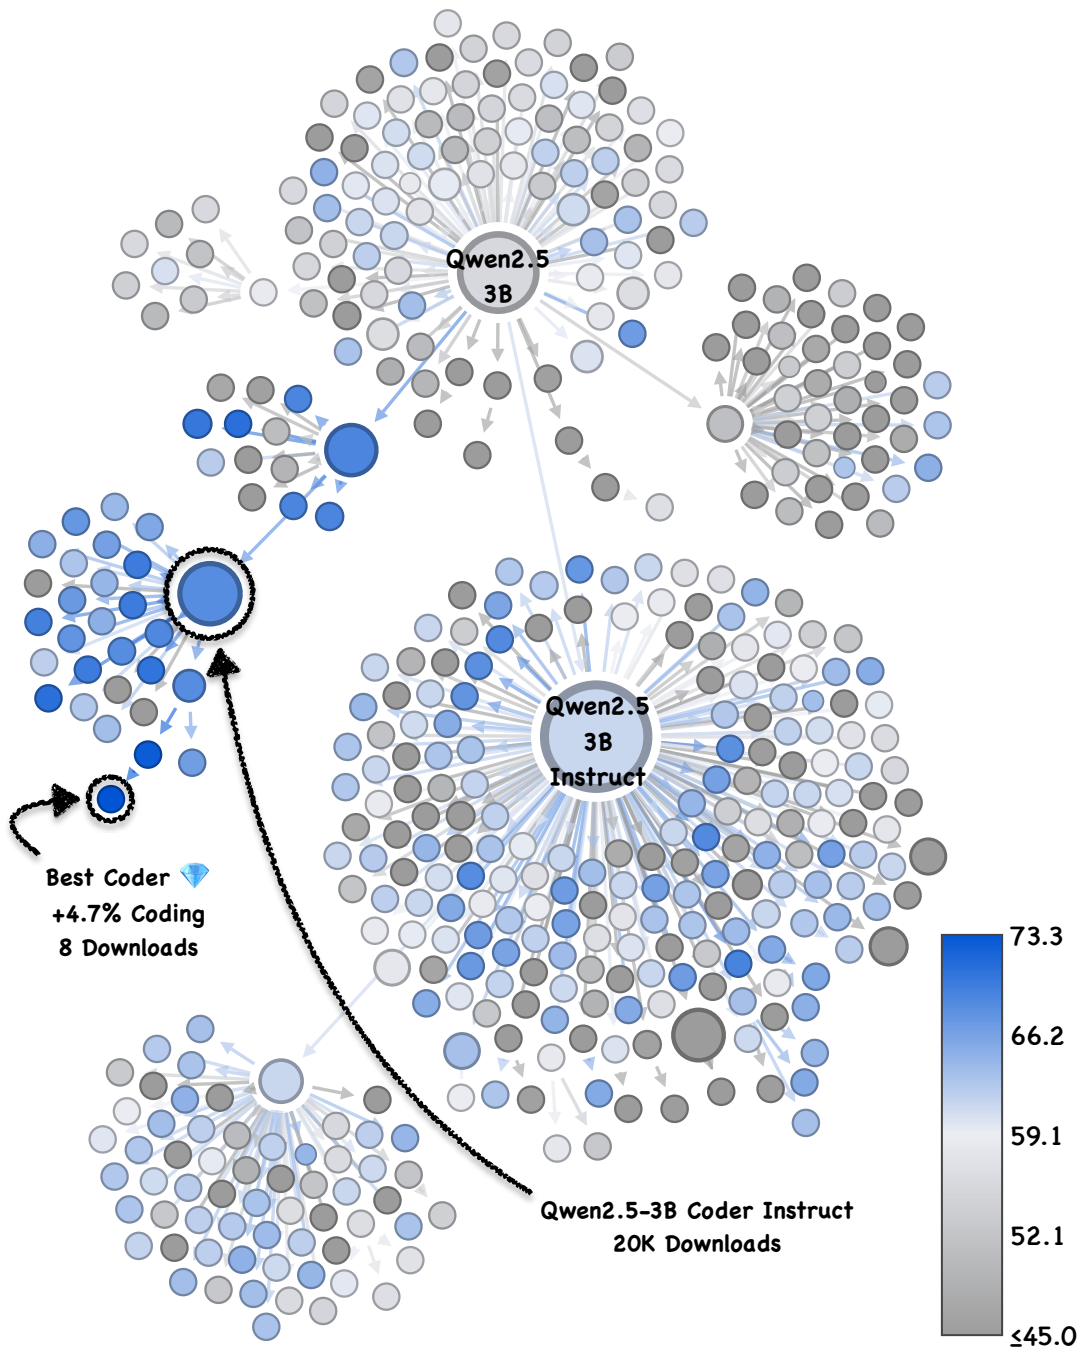 Qwen2.5
3B
Qwen2.5
3B
Instruct
Best Coder 💎
+4.7% Coding
8 Downloads
Qwen2.5-3B Coder Instruct
20K Downloads
73.3
66.2
59.1
52.1
≤45.0